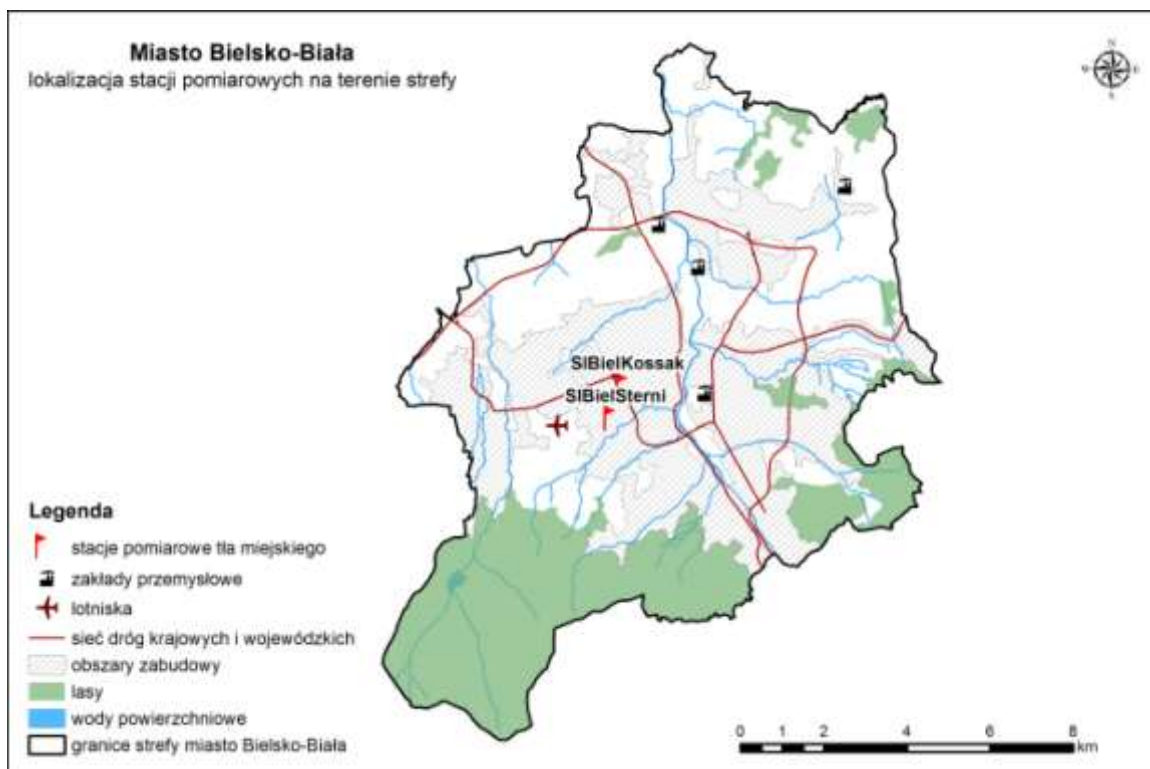 Miasto Bielsko-Biała
lokalizacja stacji pomiarowych na terenie strefy
N
W
E
S
SlBielKossak
SlBielSterni
Legenda
stacje pomiarowe tła miejskiego
zakłady przemysłowe
lotniska
sieć dróg krajowych i wojewódzkich
obszary zabudowy
lasy
wody powierzchniowe
granice strefy miasto Bielsko-Biała
0 1 2 4 6 8
km